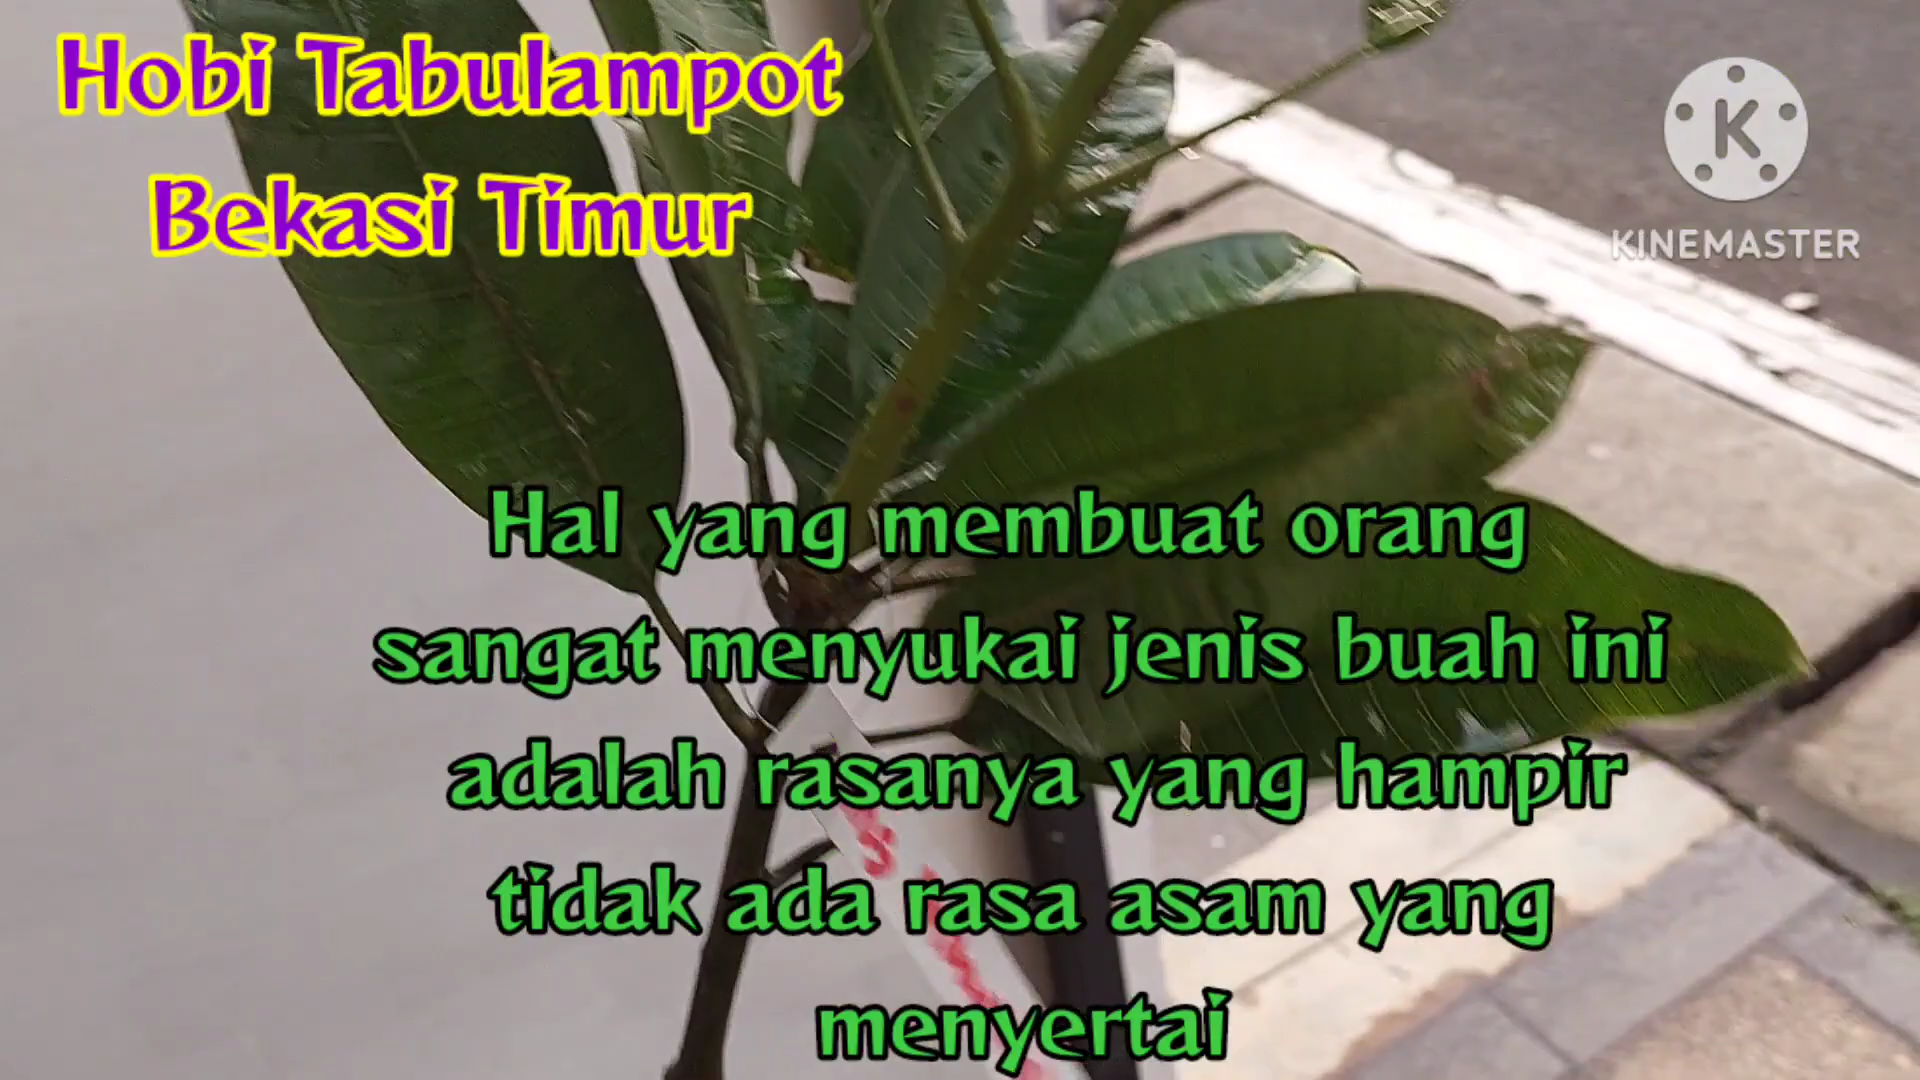 Hobi Tabulampot
Bekasi Timur
K
KINEMASTER
Hal yang membuat orang
sangat menyukai jenis buah ini
adalah rasanya yang hampir
tidak ada rasa asam yang
menyertai